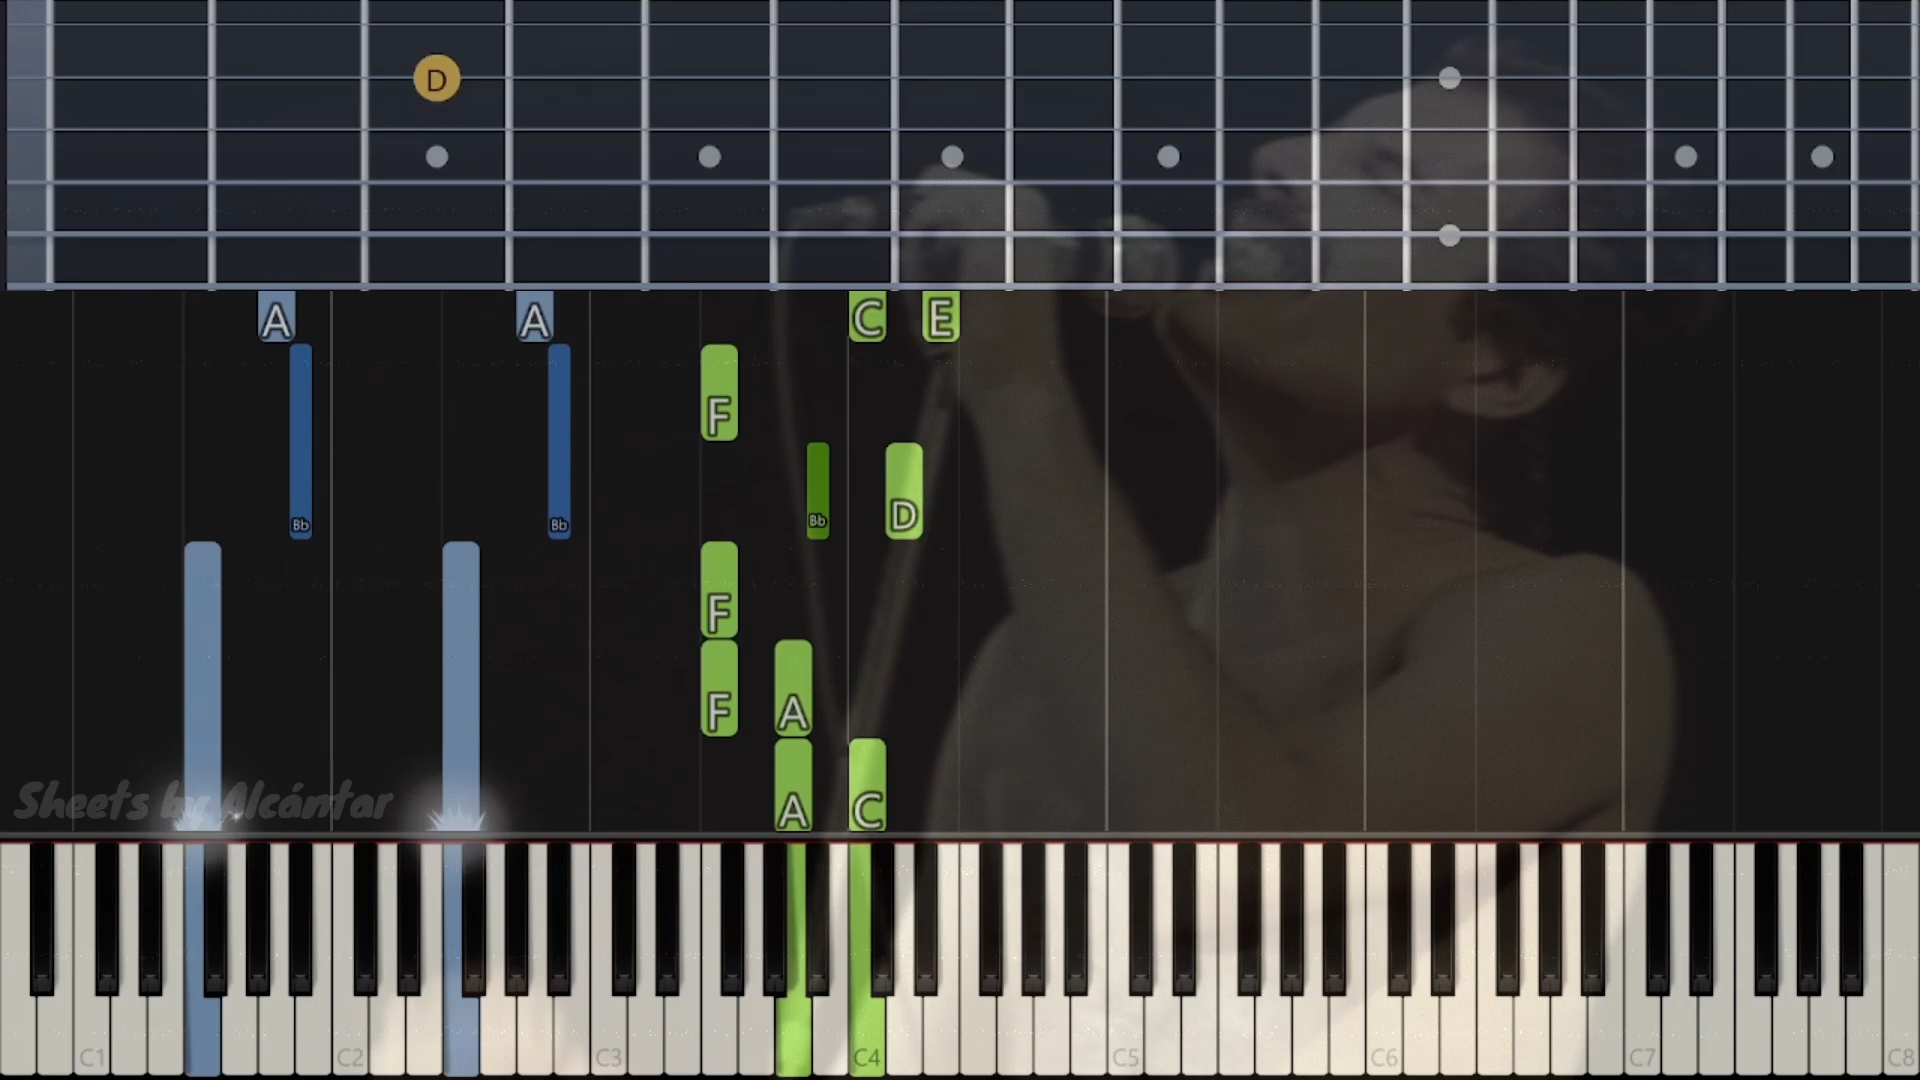 D
A A C E
F
Bb Bb Bb D
F
F A
Sheets by Alcántar
A C
C1 C2 C3 C4 C5 C6 C7 C8